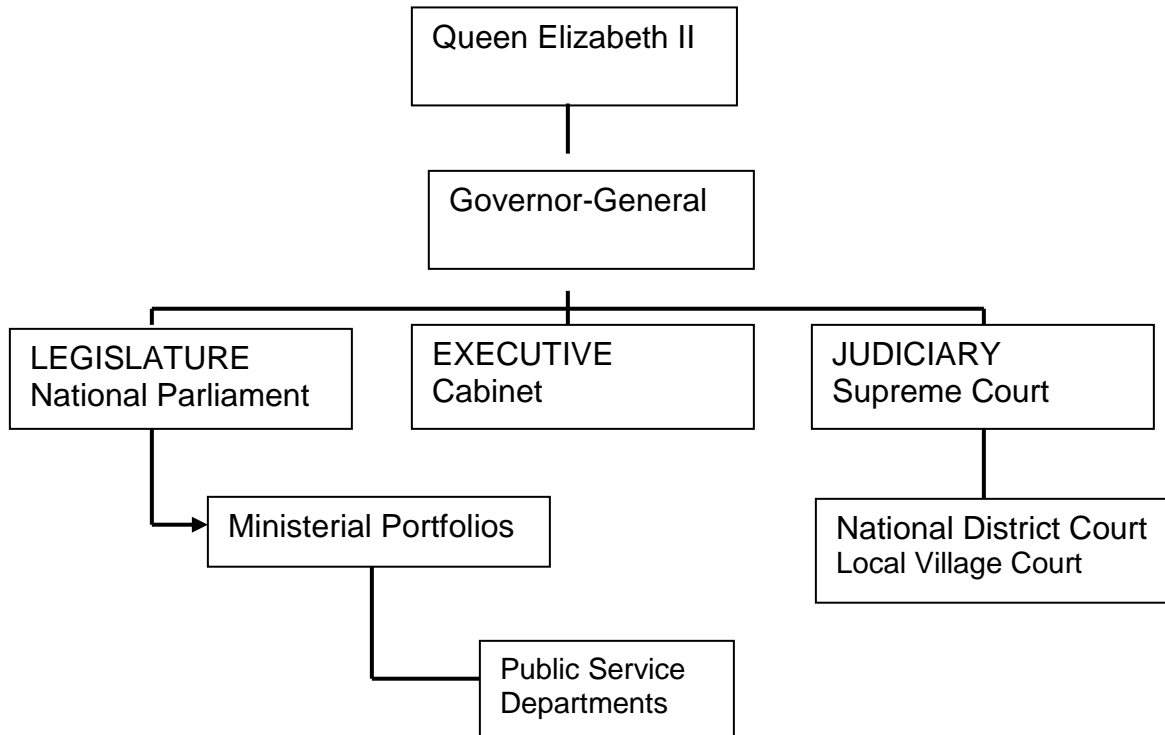 Queen Elizabeth II
Governor-General
LEGISLATURE
National Parliament
EXECUTIVE
Cabinet
JUDICIARY
Supreme Court
Ministerial Portfolios
National District Court
Local Village Court
Public Service
Departments